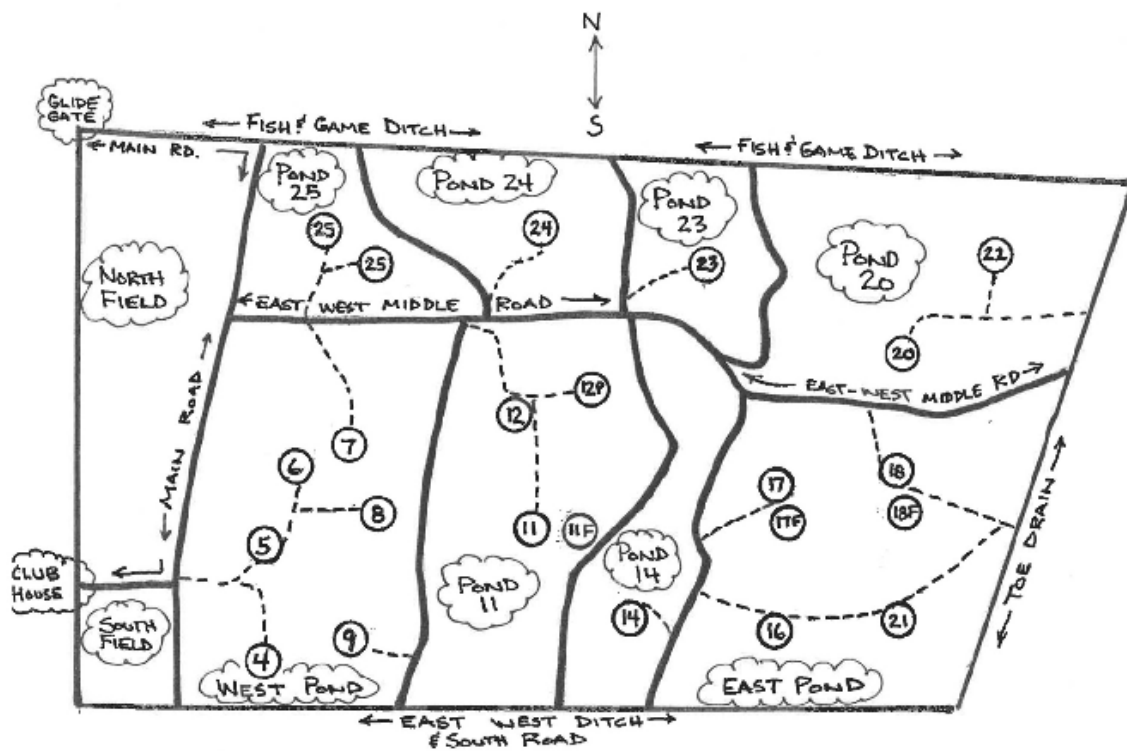 N
S
GLIDE
GATE
← MAIN RD.
← FISH & GAME DITCH →
← FISH & GAME DITCH →
POND
25
POND 24
POND
23
POND
20
25
25
24
23
22
20
NORTH
FIELD
← EAST WEST MIDDLE ROAD →
← EAST-WEST MIDDLE RD →
← MAIN ROAD →
12
12P
7
6
8
5
11
11F
17
17F
18
18F
POND
14
14
POND
11
CLUB
HOUSE
SOUTH
FIELD
4
9
16
21
WEST POND
EAST POND
← TOE DRAIN →
← EAST WEST DITCH →
& SOUTH ROAD